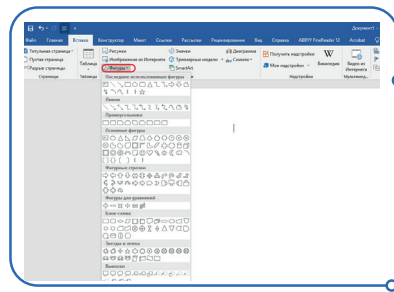 Документ1 -
Файл Главная Вставка Конструктор Макет Ссылки Рассылки Рецензирование Вид Справка ABBYY FineReader 12 Acrobat
Титульная страница
Пустая страница
Разрыв страницы
Страницы
Таблица
Таблицы
Рисунки
Изображения из Интернета
Фигуры
Значки
Трехмерные модели
SmartArt
Диаграмма
Снимок
Получить надстройки
Мои надстройки
Википедия
Надстройки
Видео из Интернета
Мультимед...
Последние использованные фигуры
Линии
Прямоугольники
Основные фигуры
Фигурные стрелки
Фигуры для уравнений
Блок-схема
Звезды и ленты
Выноски